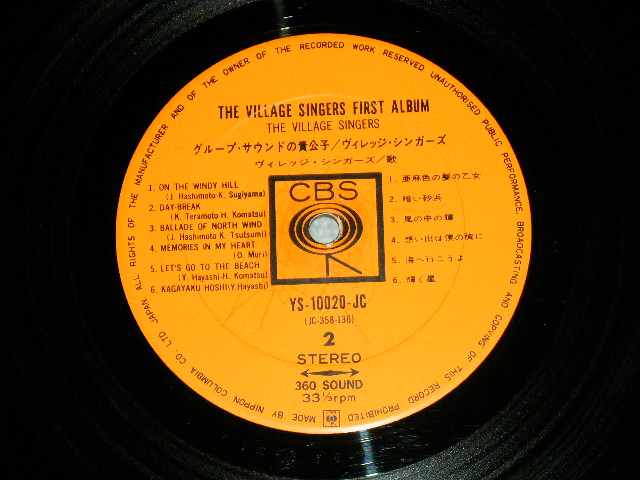 ALL RIGHTS OF THE MANUFACTURER AND OF THE OWNER OF THE RECORDED WORK RESERVED UNAUTHORISED PUBLIC PERFORMANCE, BROADCASTING AND COPYING OF THIS RECORD PROHIBITED
THE VILLAGE SINGERS FIRST ALBUM
THE VILLAGE SINGERS
グループ・サウンドの貴公子/ヴィレッジ・シンガーズ
ヴィレッジ・シンガーズ/歌
1. ON THE WINDY HILL
(J. Hashimoto-K. Sugiyama)
2. DAY-BREAK
(K. Teramoto-H. Komatsu)
3. BALLADE OF NORTH WIND
(J. Hashimoto-K. Tsutsumi)
4. MEMORIES IN MY HEART
(O. Muri)
5. LET'S GO TO THE BEACH
(Y. Hayashi-H. Komatsu)
6. KAGAYAKU HOSHI(Y.Hayashi)
CBS
1. 亜麻色の髪の乙女
2. 暗い砂浜
3. 風の中の
4. 想い出は僕の胸に
5. 海へ行こうよ
6. 輝く星
YS-10020-JC
(JC-358-136)
2
STEREO
360 SOUND
33⅓rpm
MADE BY NIPPON COLUMBIA CO. LTD. JAPAN